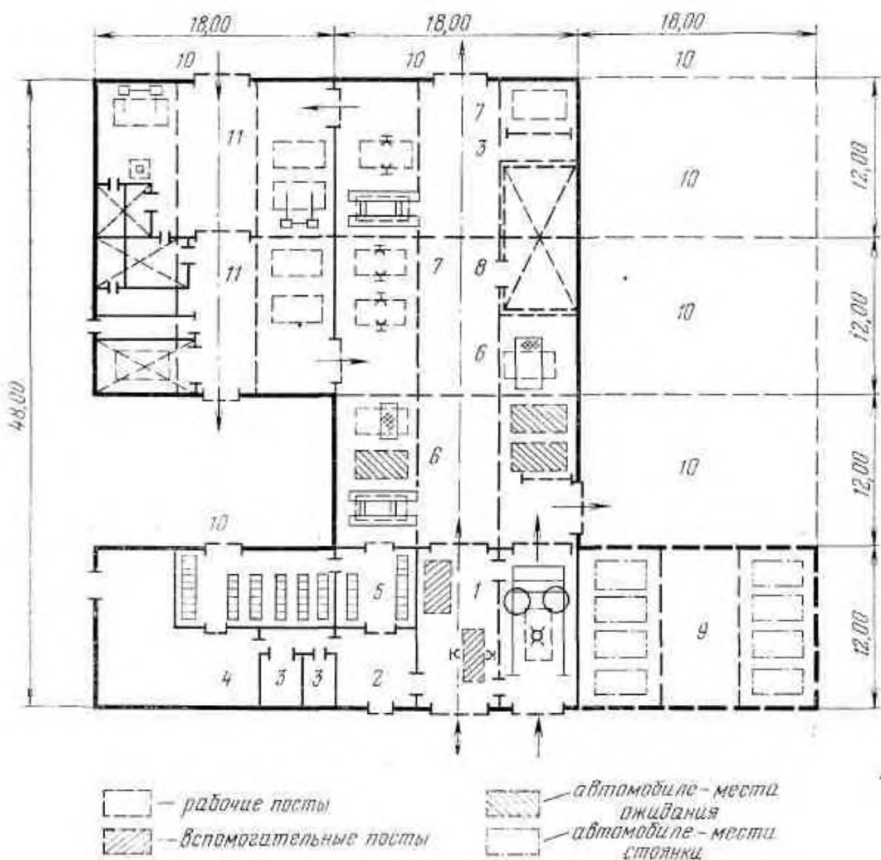 18,00 18,00 18,00
10 10 10
7
11 3
12,00
10
11 7 8 10 12,00
6
48,00
6 10 12,00
10
1
5
9 12,00
4 3 3 2
рабочие посты
вспомогательные посты
автомобиле-места
ожидания
автомобиле-места
стоянки